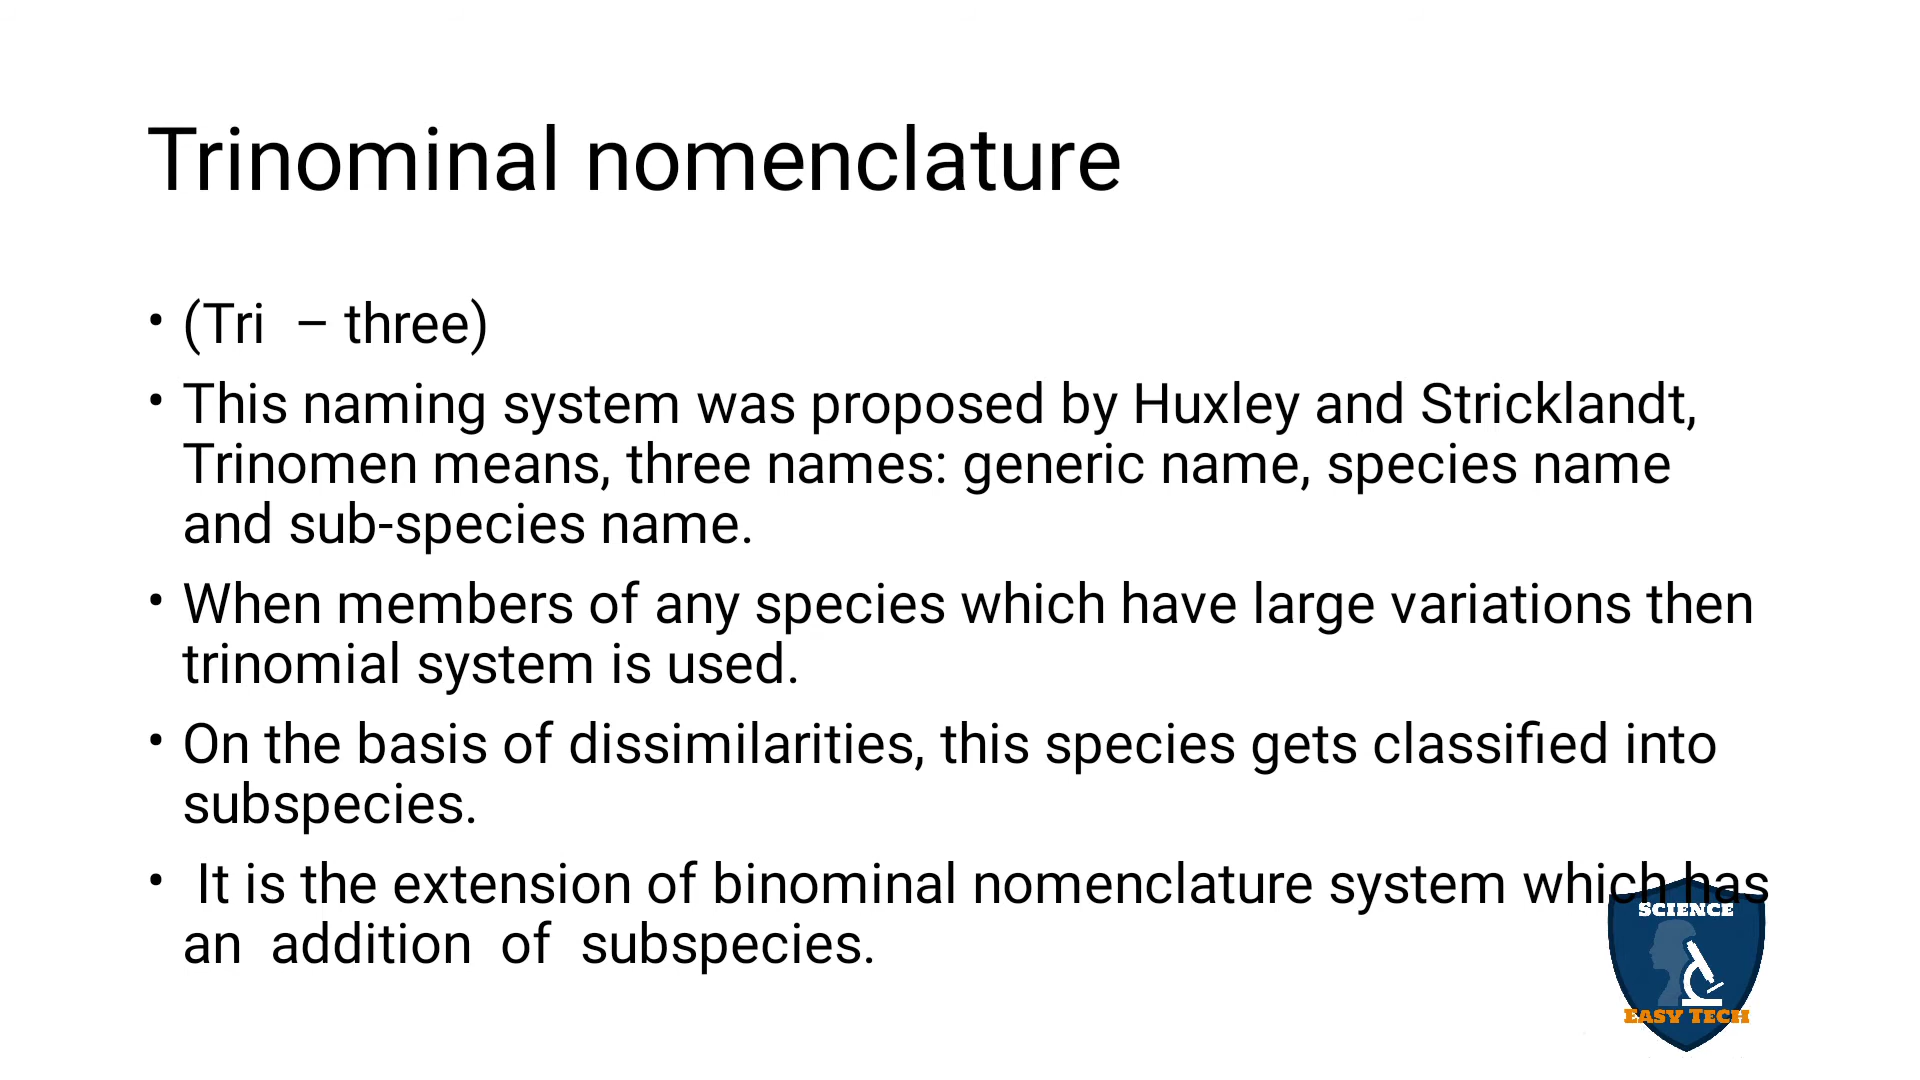 Trinominal nomenclature
• (Tri – three)
• This naming system was proposed by Huxley and Stricklandt,
Trinomen means, three names: generic name, species name
and sub-species name.
• When members of any species which have large variations then
trinomial system is used.
• On the basis of dissimilarities, this species gets classified into
subspecies.
• It is the extension of binominal nomenclature system which has
an addition of subspecies.
SCIENCE
EASY TECH